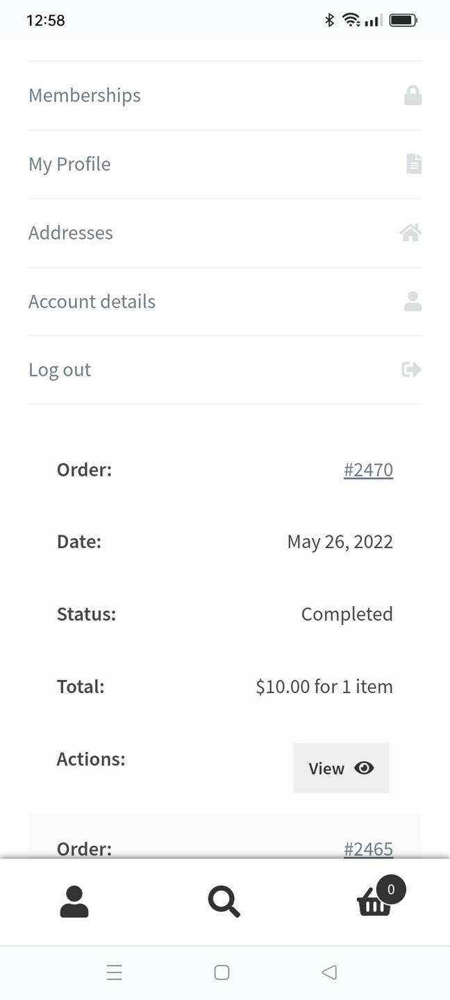 12:58
Memberships
My Profile
Addresses
Account details
Log out
Order: #2470
Date: May 26, 2022
Status: Completed
Total: $10.00 for 1 item
Actions: View
Order: #2465
0